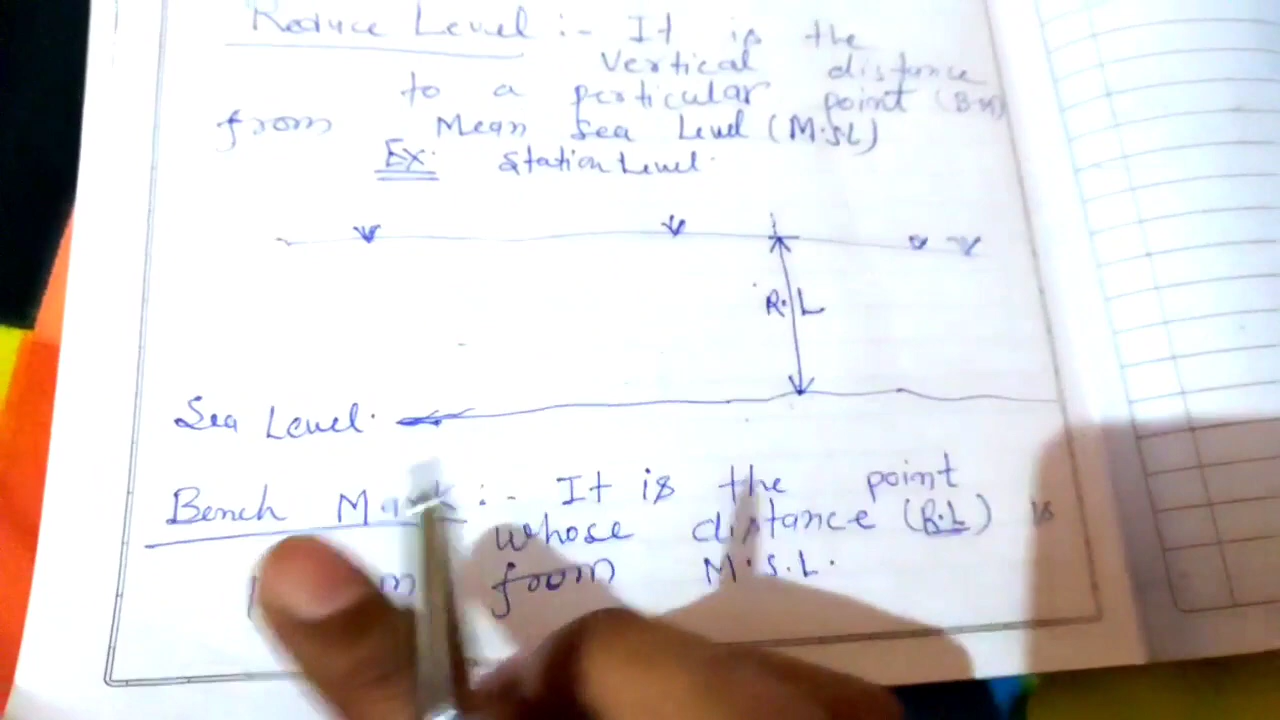 Reduce Level :- It is the
Vertical distance
to a perticular point (B.M)
from Mean Sea Level (M.S.L)
Ex: Station Level.
R.L
Sea Level.
Bench Mark :- It is the point
whose distance (R.L) is
from M.S.L.